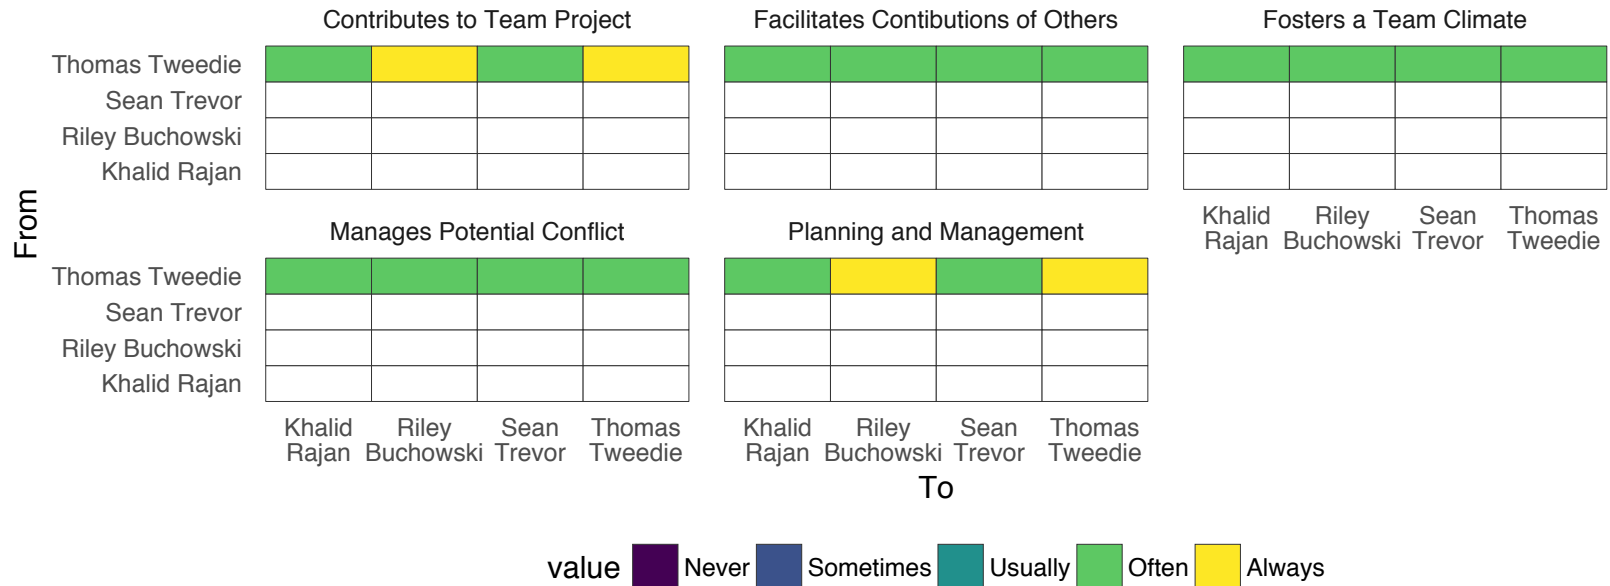 Contributes to Team Project
Facilitates Contibutions of Others
Fosters a Team Climate
Thomas Tweedie
Sean Trevor
Riley Buchowski
Khalid Rajan
Khalid Rajan
Riley Buchowski
Sean Trevor
Thomas Tweedie
From
Manages Potential Conflict
Planning and Management
Thomas Tweedie
Sean Trevor
Riley Buchowski
Khalid Rajan
Khalid Rajan
Riley Buchowski
Sean Trevor
Thomas Tweedie
Khalid Rajan
Riley Buchowski
Sean Trevor
Thomas Tweedie
To
value Never Sometimes Usually Often Always